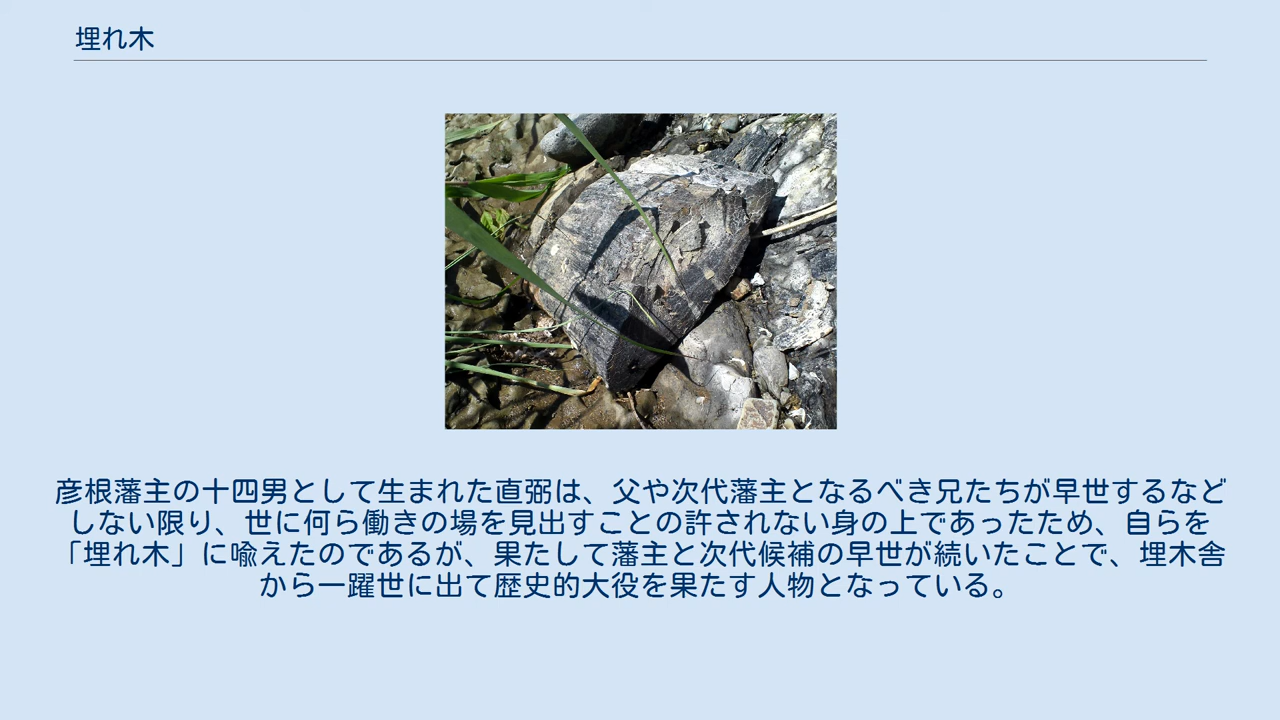 埋れ木
彦根藩主の十四男として生まれた直弼は、父や次代藩主となるべき兄たちが早世するなど
しない限り、世に何ら働きの場を見出すことの許されない身の上であったため、自らを
「埋れ木」に喩えたのであるが、果たして藩主と次代候補の早世が続いたことで、埋木舎
から一躍世に出て歴史的大役を果たす人物となっている。